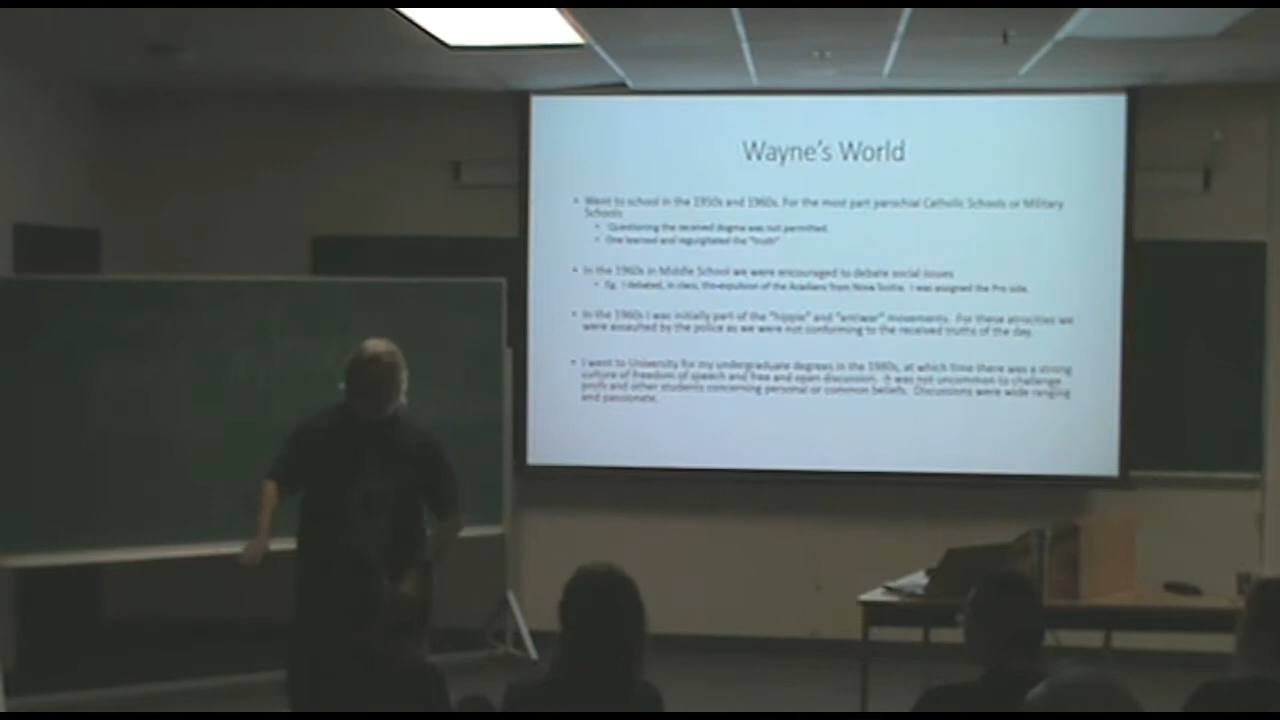 Wayne's World
• Went to school in the 1950s and 1960s. For the most part parochial Catholic Schools or Military
Schools
• Questioning the received dogma was not permitted.
• One learned and regurgitated the "truth"
• In the 1960s in Middle School we were encouraged to debate social issues
• Eg. I debated, in class, the expulsion of the Acadians from Nova Scotia. I was assigned the Pro side.
• In the 1960s I was initially part of the "hippie" and "antiwar" movements. For these atrocities we
were assaulted by the police as we were not conforming to the received truths of the day.
• I went to University for my undergraduate degrees in the 1980s, at which time there was a strong
culture of freedom of speech and free and open discussion. It was not uncommon to challenge
profs and other students concerning personal or common beliefs. Discussions were wide ranging
and passionate.